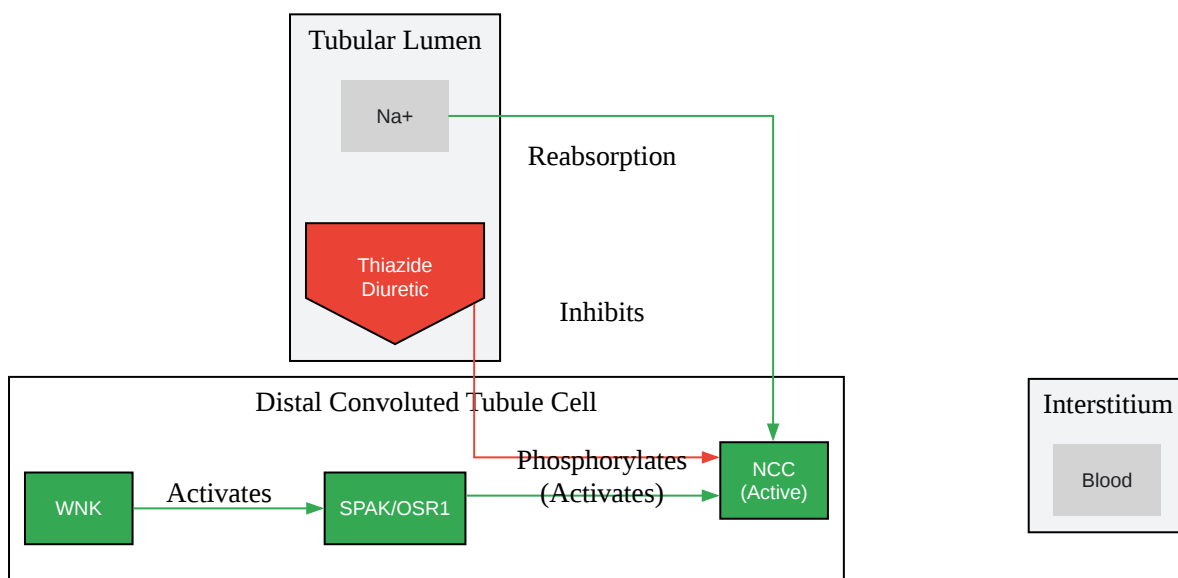 Tubular Lumen
Na+
Reabsorption
Thiazide
Diuretic
Inhibits
Distal Convoluted Tubule Cell
Interstitium
WNK
Activates
SPAK/OSR1
Phosphorylates
(Activates)
NCC
(Active)
Blood